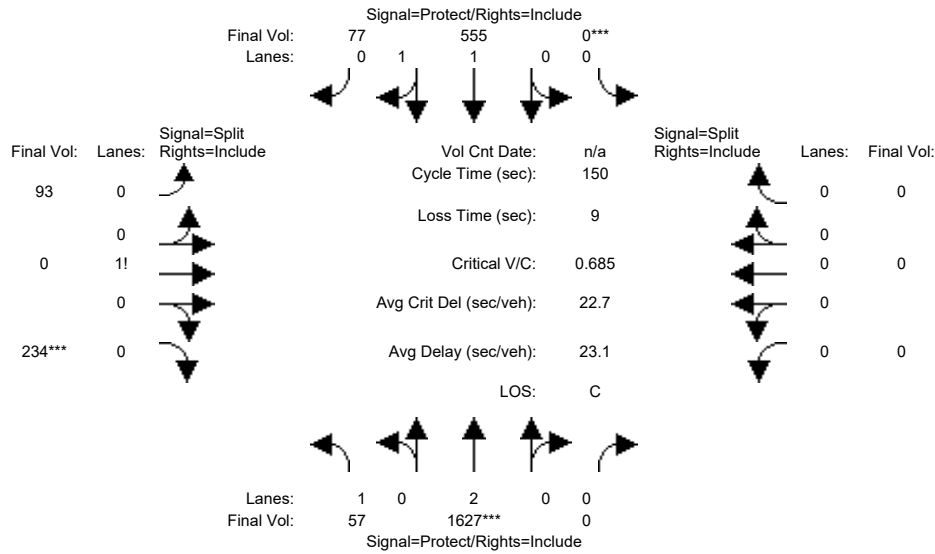 Signal=Protect/Rights=Include
Final Vol: 77 555 0***
Lanes: 0 1 1 0 0
Signal=Split Signal=Split
Final Vol: Lanes: Rights=Include Vol Cnt Date: n/a Rights=Include Lanes: Final Vol:
Cycle Time (sec): 150
93 0 0 0
Loss Time (sec): 9
0 0
0 1! Critical V/C: 0.685 0 0
0 Avg Crit Del (sec/veh): 22.7 0
234*** 0 Avg Delay (sec/veh): 23.1 0 0
LOS: C
Lanes: 1 0 2 0 0
Final Vol: 57 1627*** 0
Signal=Protect/Rights=Include